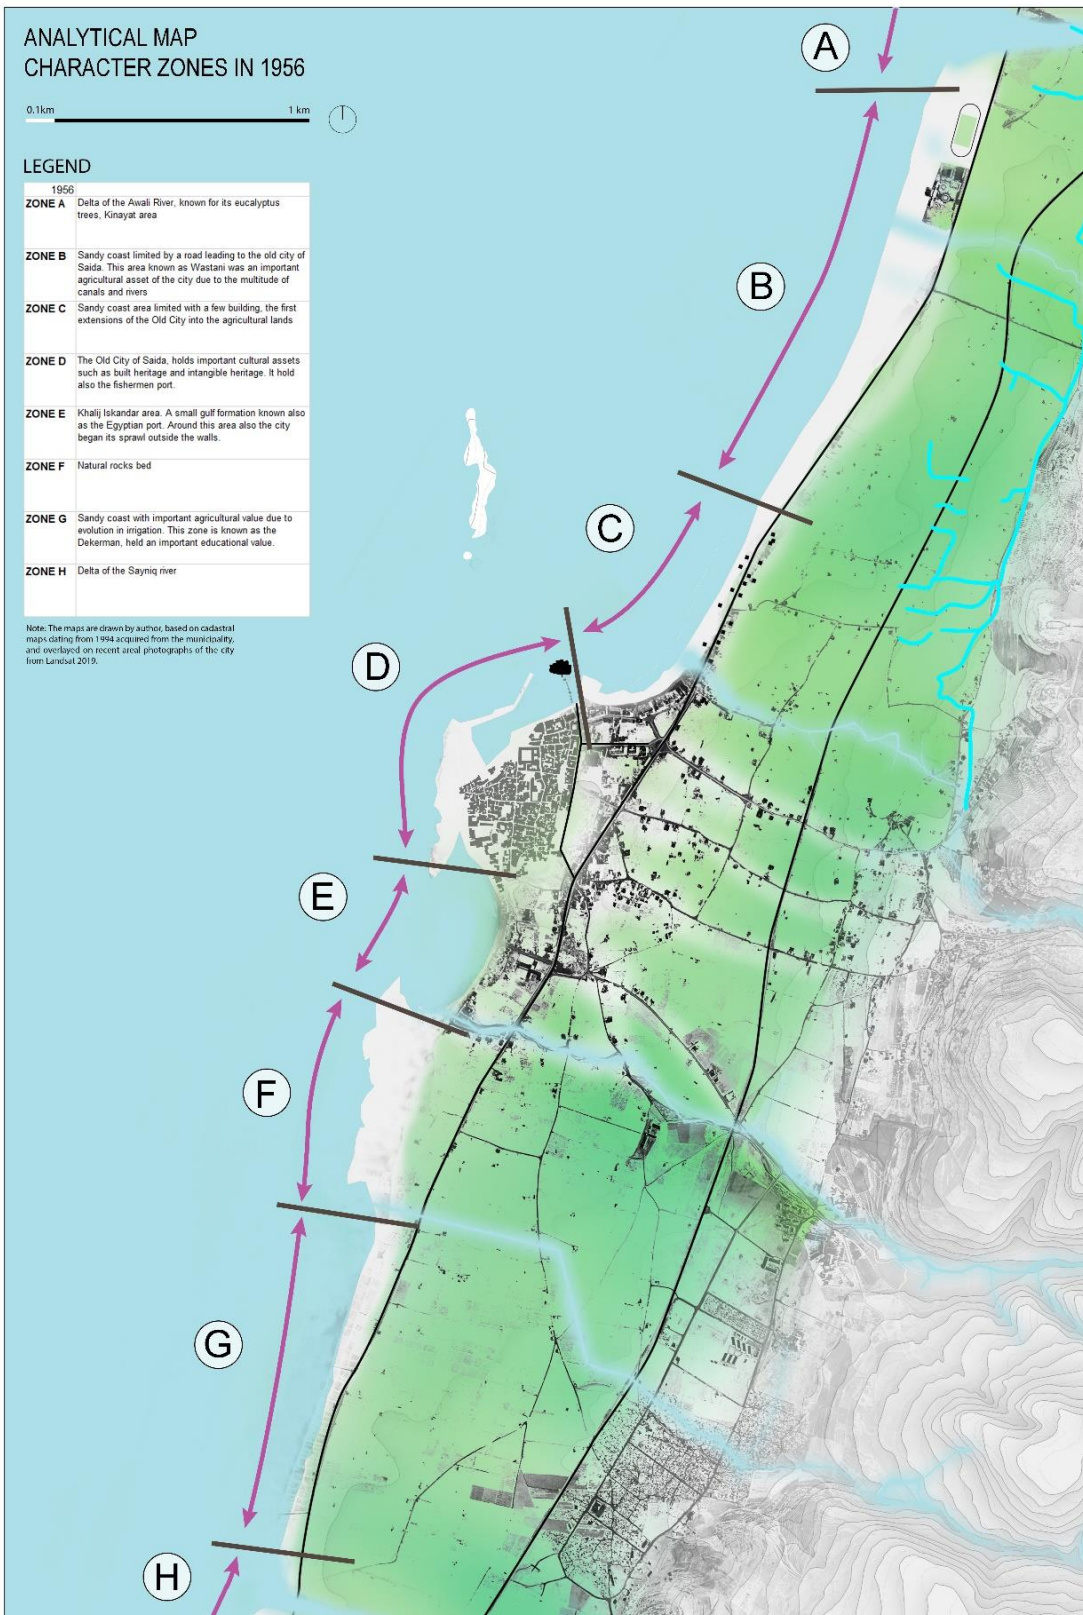 ANALYTICAL MAP
CHARACTER ZONES IN 1956
0.1km 1 km
LEGEND
1956
ZONE A Delta of the Awali River, known for its eucalyptus
trees, Kinayat area
ZONE B Sandy coast limited by a road leading to the old city of
Saida. This area known as Wastani was an important
agricultural asset of the city due to the multitude of
canals and rivers
ZONE C Sandy coast area limited with a few building, the first
extensions of the Old City into the agricultural lands
ZONE D The Old City of Saida, holds important cultural assets
such as built heritage and intangible heritage. It hold
also the fishermen port.
ZONE E Khalij Iskandar area. A small gulf formation known also
as the Egyptian port. Around this area also the city
began its sprawl outside the walls.
ZONE F Natural rocks bed
ZONE G Sandy coast with important agricultural value due to
evolution in irrigation. This zone is known as the
Dekerman, held an important educational value.
ZONE H Delta of the Sayniq river
Note: The maps are drawn by author, based on cadastral
maps dating from 1994 acquired from the municipality,
and overlayed on recent areal photographs of the city
from Landsat 2019.
A
B
C
D
E
F
G
H